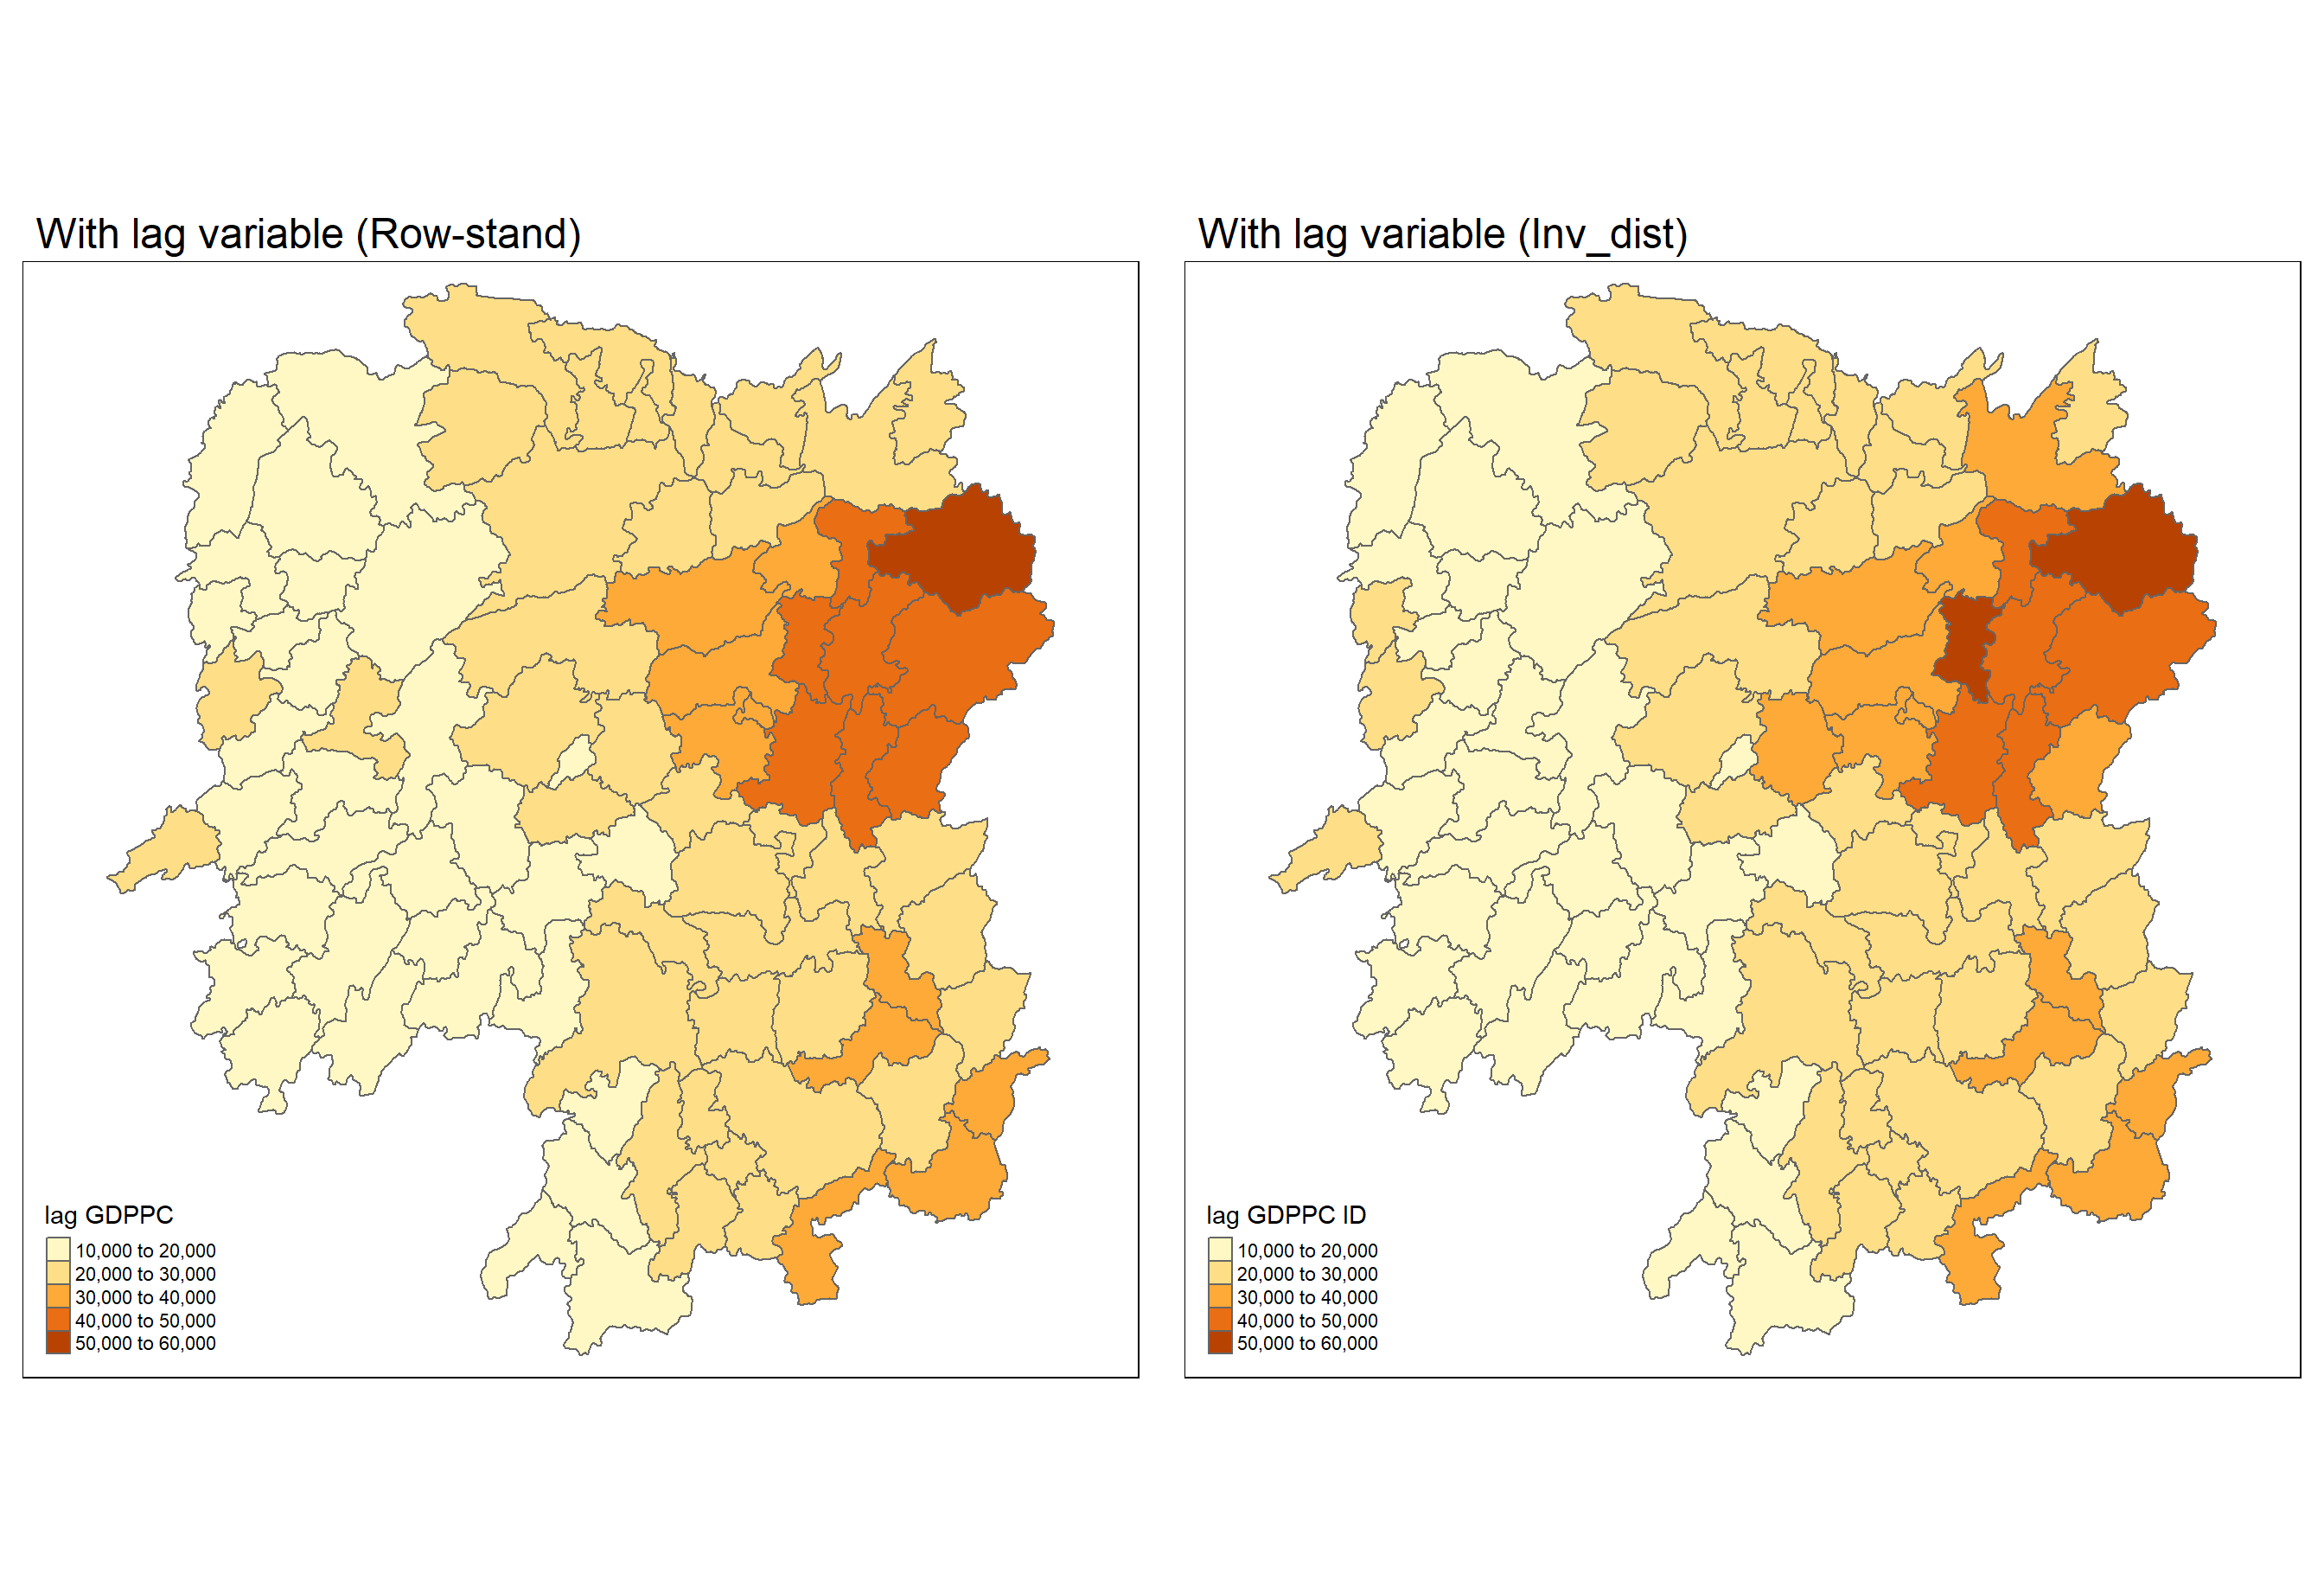 With lag variable (Row-stand)
With lag variable (Inv_dist)
lag GDPPC
10,000 to 20,000
20,000 to 30,000
30,000 to 40,000
40,000 to 50,000
50,000 to 60,000
lag GDPPC ID
10,000 to 20,000
20,000 to 30,000
30,000 to 40,000
40,000 to 50,000
50,000 to 60,000